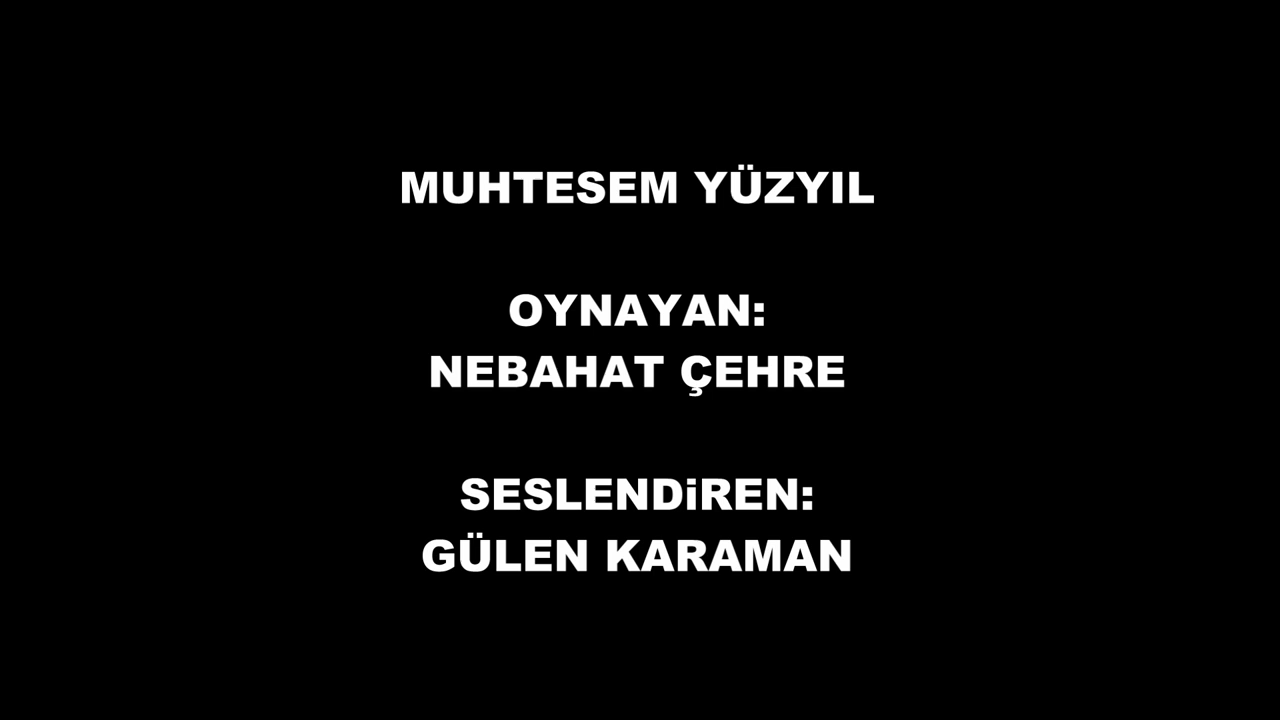 MUHTESEM YÜZYIL
OYNAYAN:
NEBAHAT ÇEHRE
SESLENDiREN:
GÜLEN KARAMAN